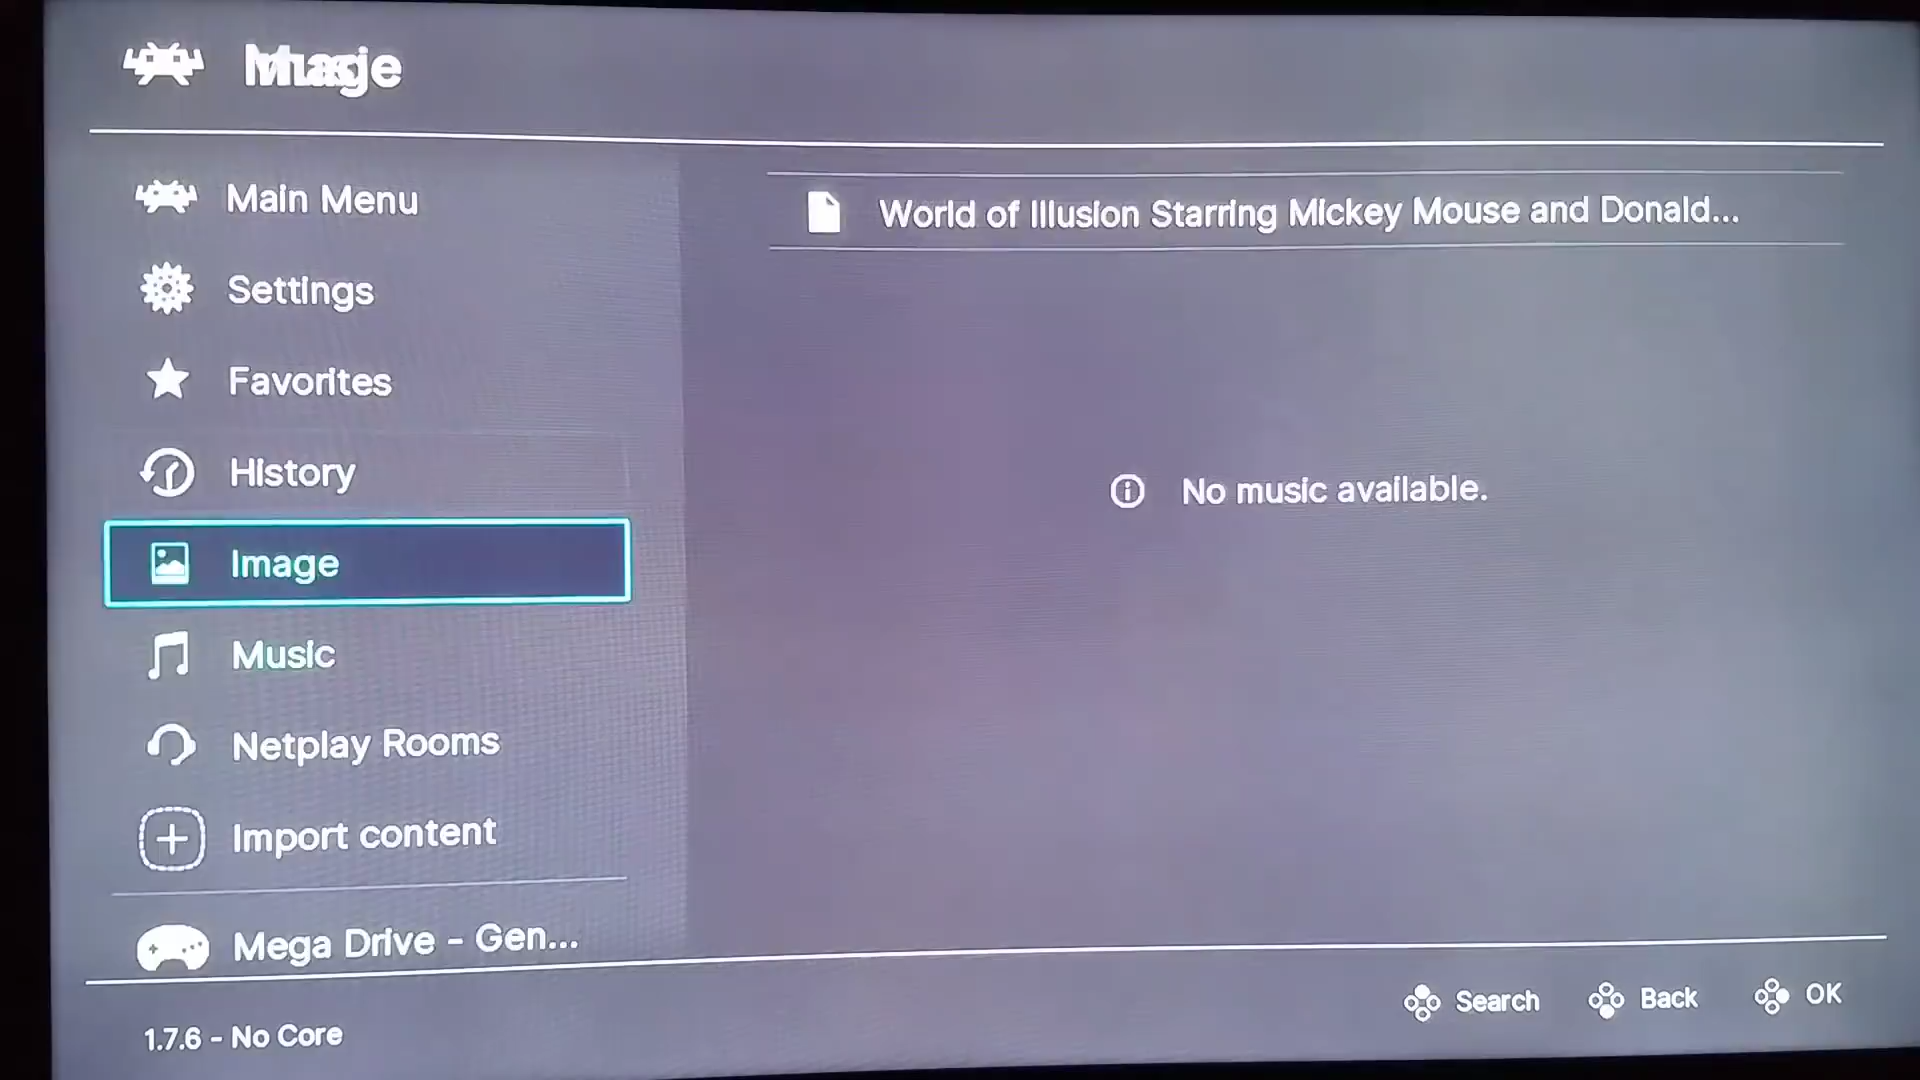 Image
Main Menu
Settings
Favorites
History
Image
Music
Netplay Rooms
Import content
Mega Drive - Gen...
World of Illusion Starring Mickey Mouse and Donald...
No music available.
1.7.6 - No Core
Search
Back
OK